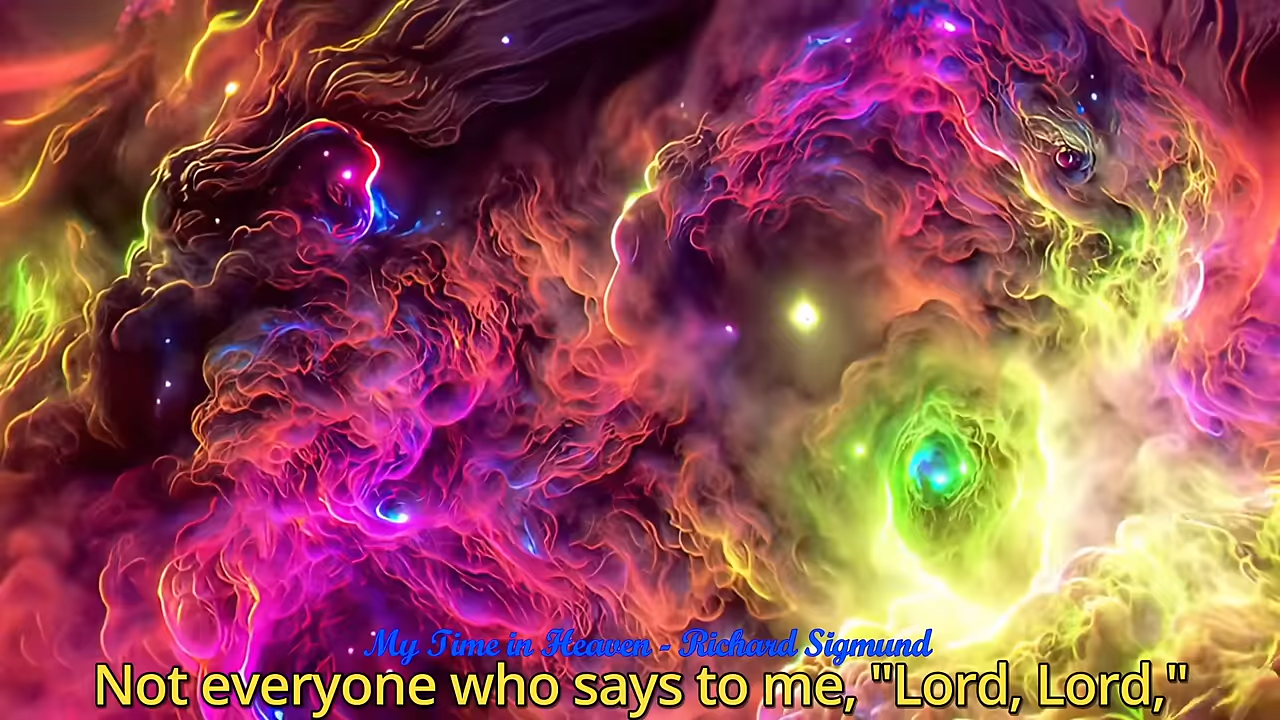 My Time in Heaven - Richard Sigmund
Not everyone who says to me, "Lord, Lord,"